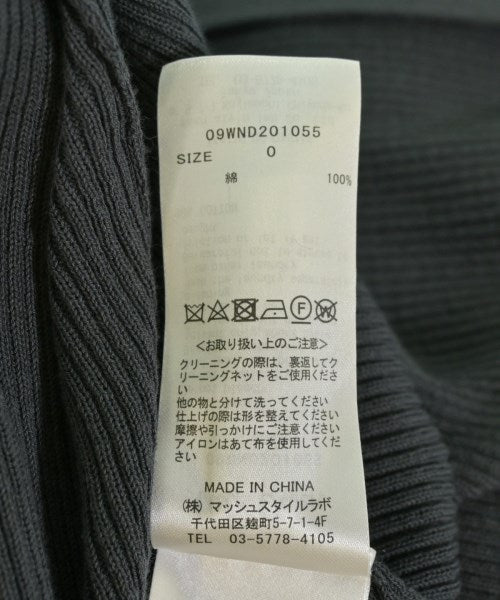 09WND201055
SIZE 0
綿 100%
F W
<お取り扱い上のご注意>
クリーニングの際は、裏返してク
リーニングネットをご使用くださ
い
他の物と分けて洗ってください
仕上げの際は形を整えてください
摩擦や引っかけにご注意ください
アイロンはあて布を使用してくだ
さい
MADE IN CHINA
(株) マッシュスタイルラボ
千代田区麹町5-7-1-4F
TEL 03-5778-4105